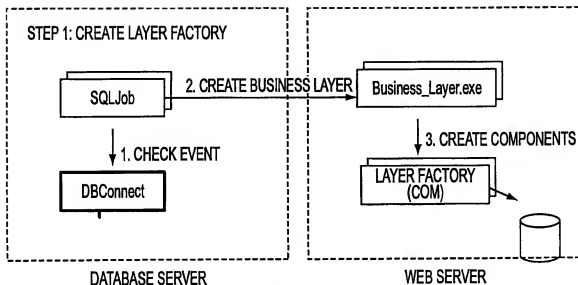 STEP 1: CREATE LAYER FACTORY
SQLJob
2. CREATE BUSINESS LAYER
Business_Layer.exe
1. CHECK EVENT
3. CREATE COMPONENTS
DBConnect
LAYER FACTORY
(COM)
DATABASE SERVER
WEB SERVER